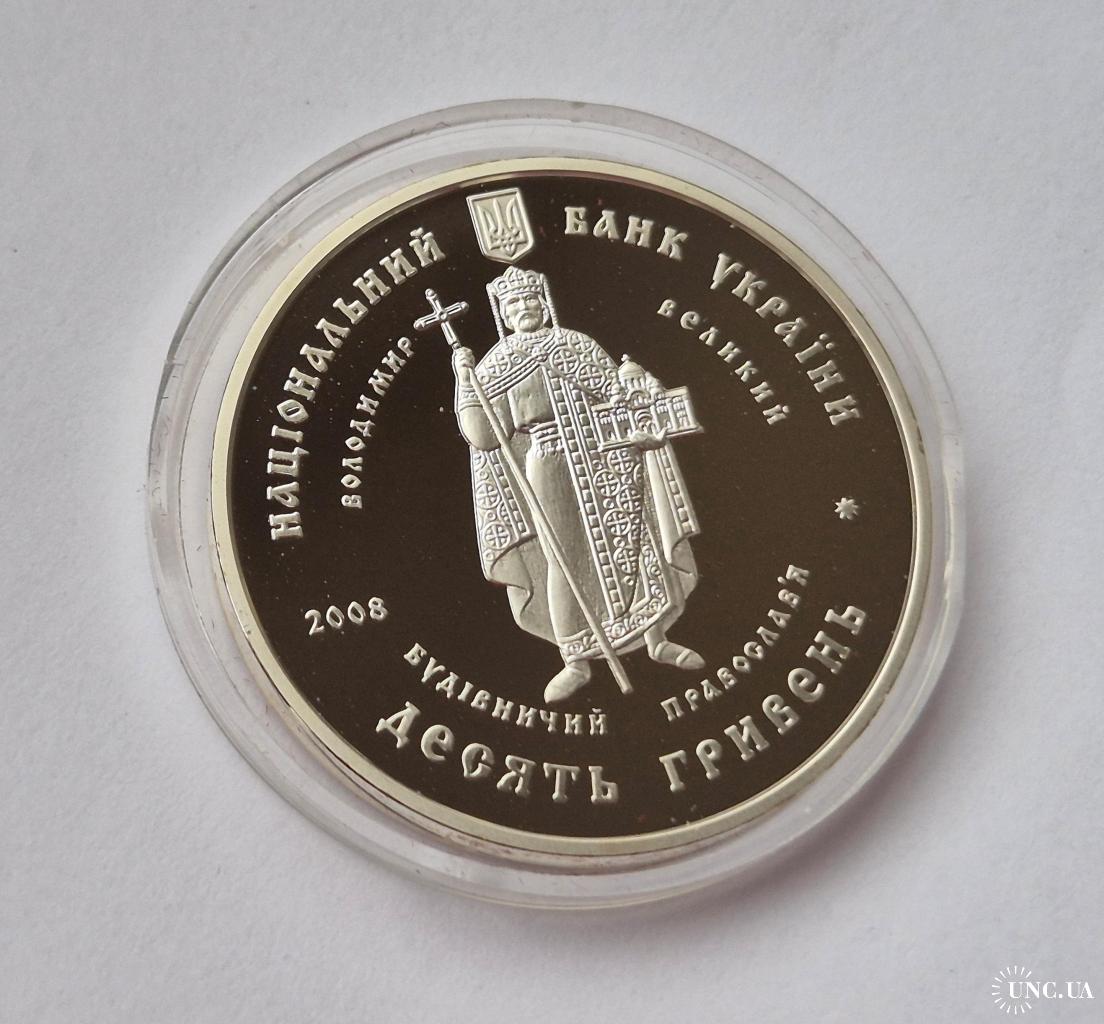 НАЦІОНАЛЬНИЙ БАНК УКРАЇНИ
ВОЛОДИМИР ВЕЛИКИЙ
2008
БУДІВНИЧИЙ ПРАВОСЛАВ'Я
ДЕСЯТЬ ГРИВЕНЬ
UNC.UA